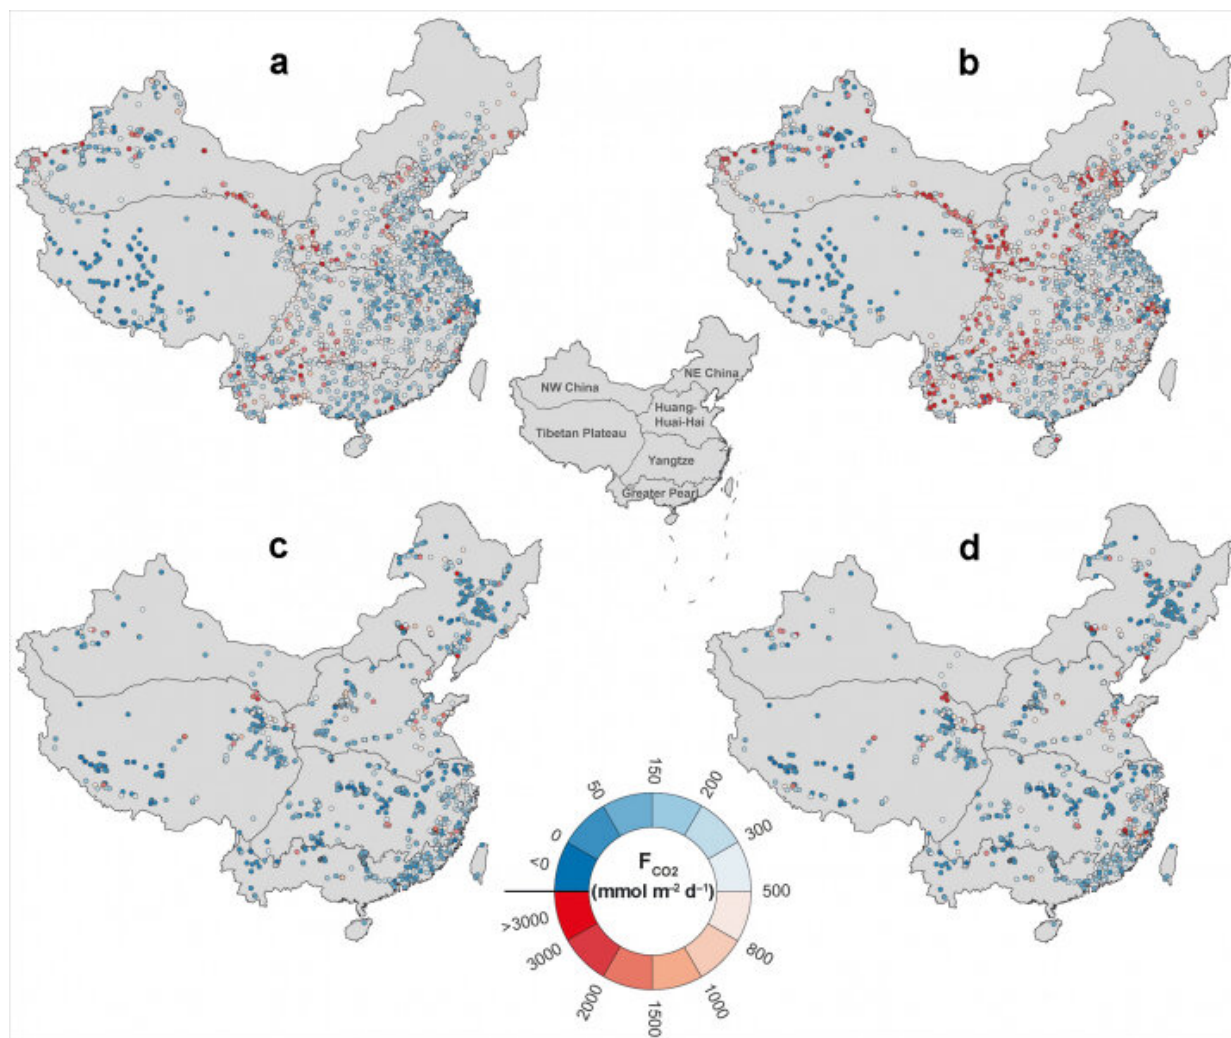 a
b
NW China
NE China
Huang-
Huai-Hai
Tibetan Plateau
Yangtze
Greater Pearl
c
d
<0
0
50
150
200
300
500
800
1000
1500
2000
3000
>3000
F_CO2
(mmol m⁻² d⁻¹)